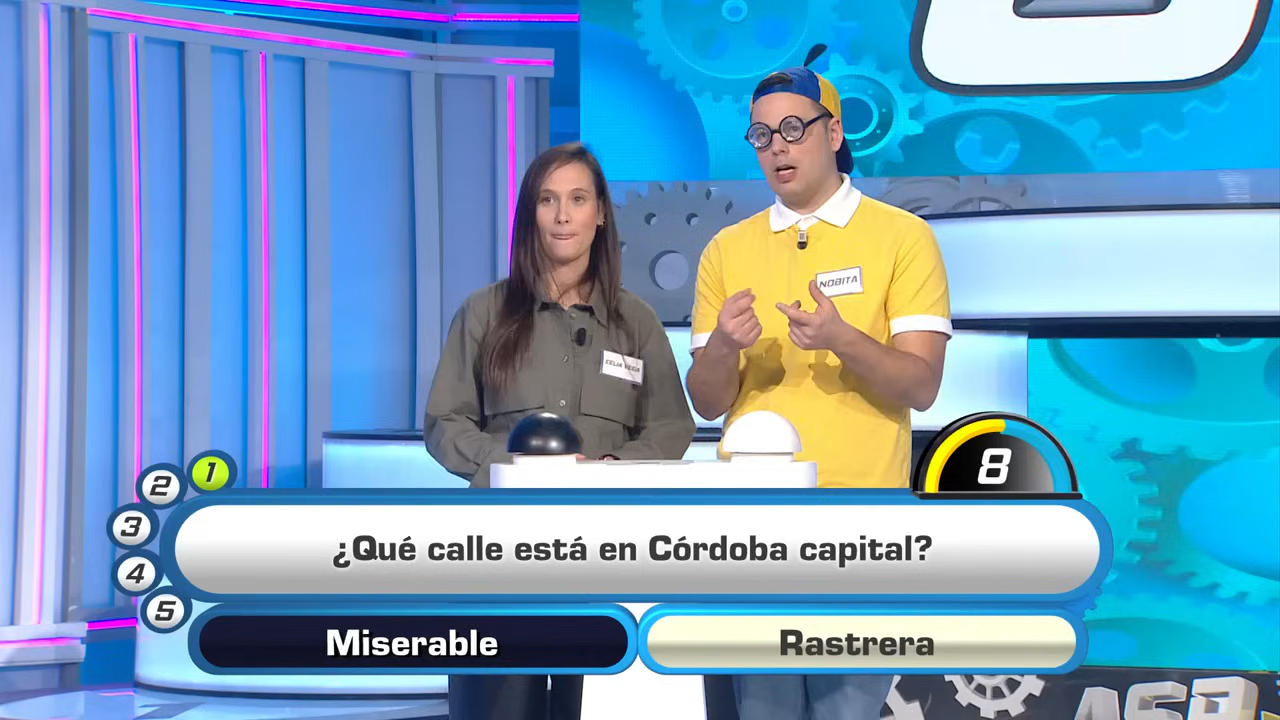 NOBITA
CELIA VEGA
8
1
2
3
4
5
¿Qué calle está en Córdoba capital?
Miserable
Rastrera